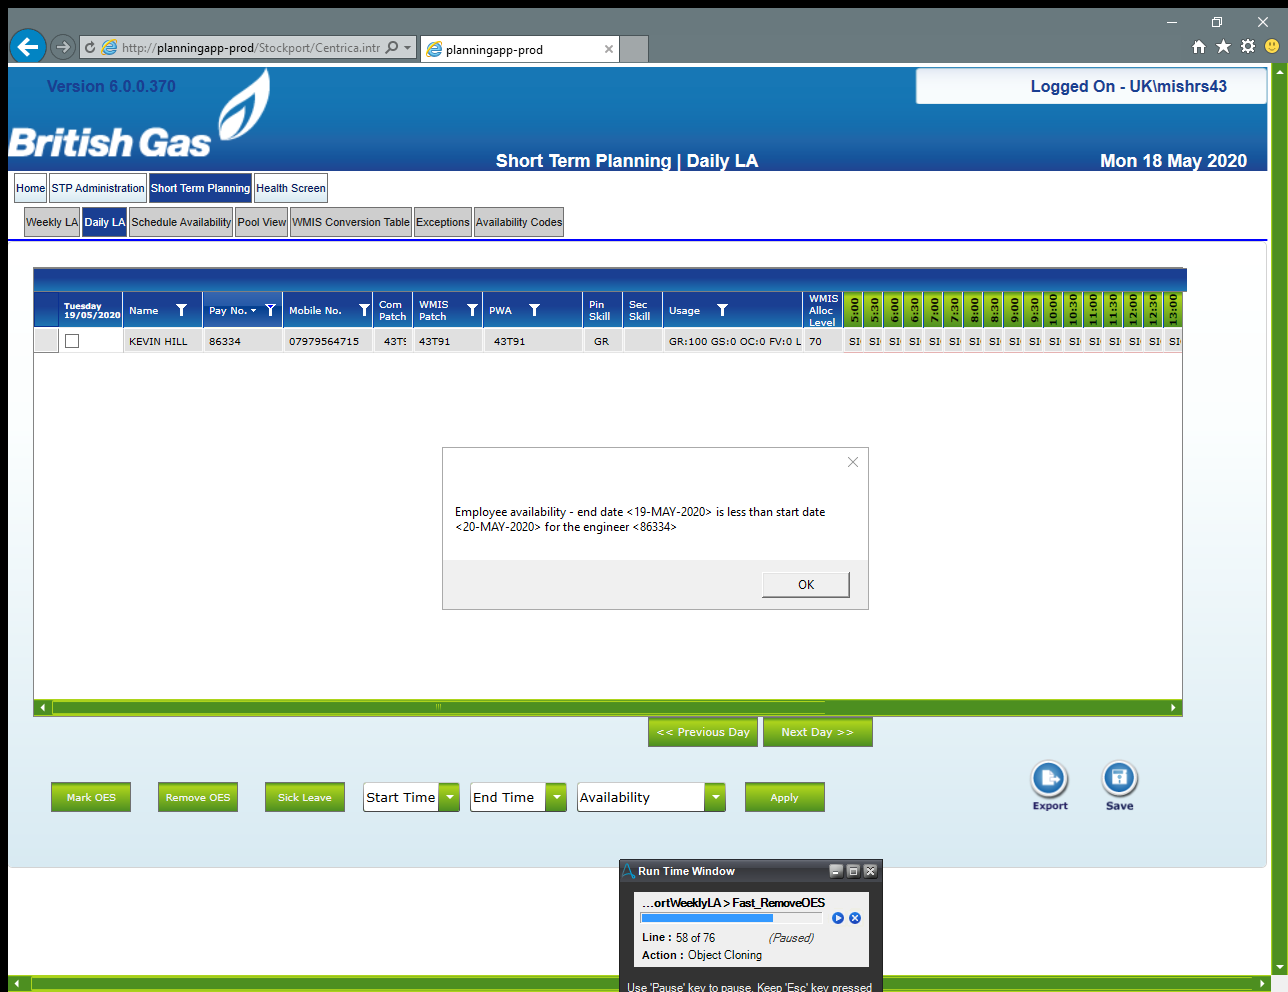 http://planningapp-prod/Stockport/Centrica.intr
planningapp-prod
Version 6.0.0.370
Logged On - UK\mishrs43
British Gas
Short Term Planning | Daily LA
Mon 18 May 2020
Home STP Administration Short Term Planning Health Screen
Weekly LA Daily LA Schedule Availability Pool View WMIS Conversion Table Exceptions Availability Codes
Tuesday 19/05/2020 Name Pay No. Mobile No. Com Patch WMIS Patch PWA Pin Skill Sec Skill Usage WMIS Alloc Level 5:00 5:30 6:00 6:30 7:00 7:30 8:00 8:30 9:00 9:30 10:00 10:30 11:00 11:30 12:00 12:30 13:00
KEVIN HILL 86334 07979564715 43T9 43T91 43T91 GR GR:100 GS:0 OC:0 FV:0 L 70 SI SI SI SI SI SI SI SI SI SI SI SI SI SI SI SI SI
Employee availability - end date <19-MAY-2020> is less than start date
<20-MAY-2020> for the engineer <86334>
OK
<< Previous Day Next Day >>
Mark OES Remove OES Sick Leave Start Time End Time Availability Apply
Export Save
Run Time Window
...ortWeeklyLA > Fast_RemoveOES
Line : 58 of 76 (Paused)
Action : Object Cloning
Use 'Pause' key to pause. Keep 'Esc' key pressed